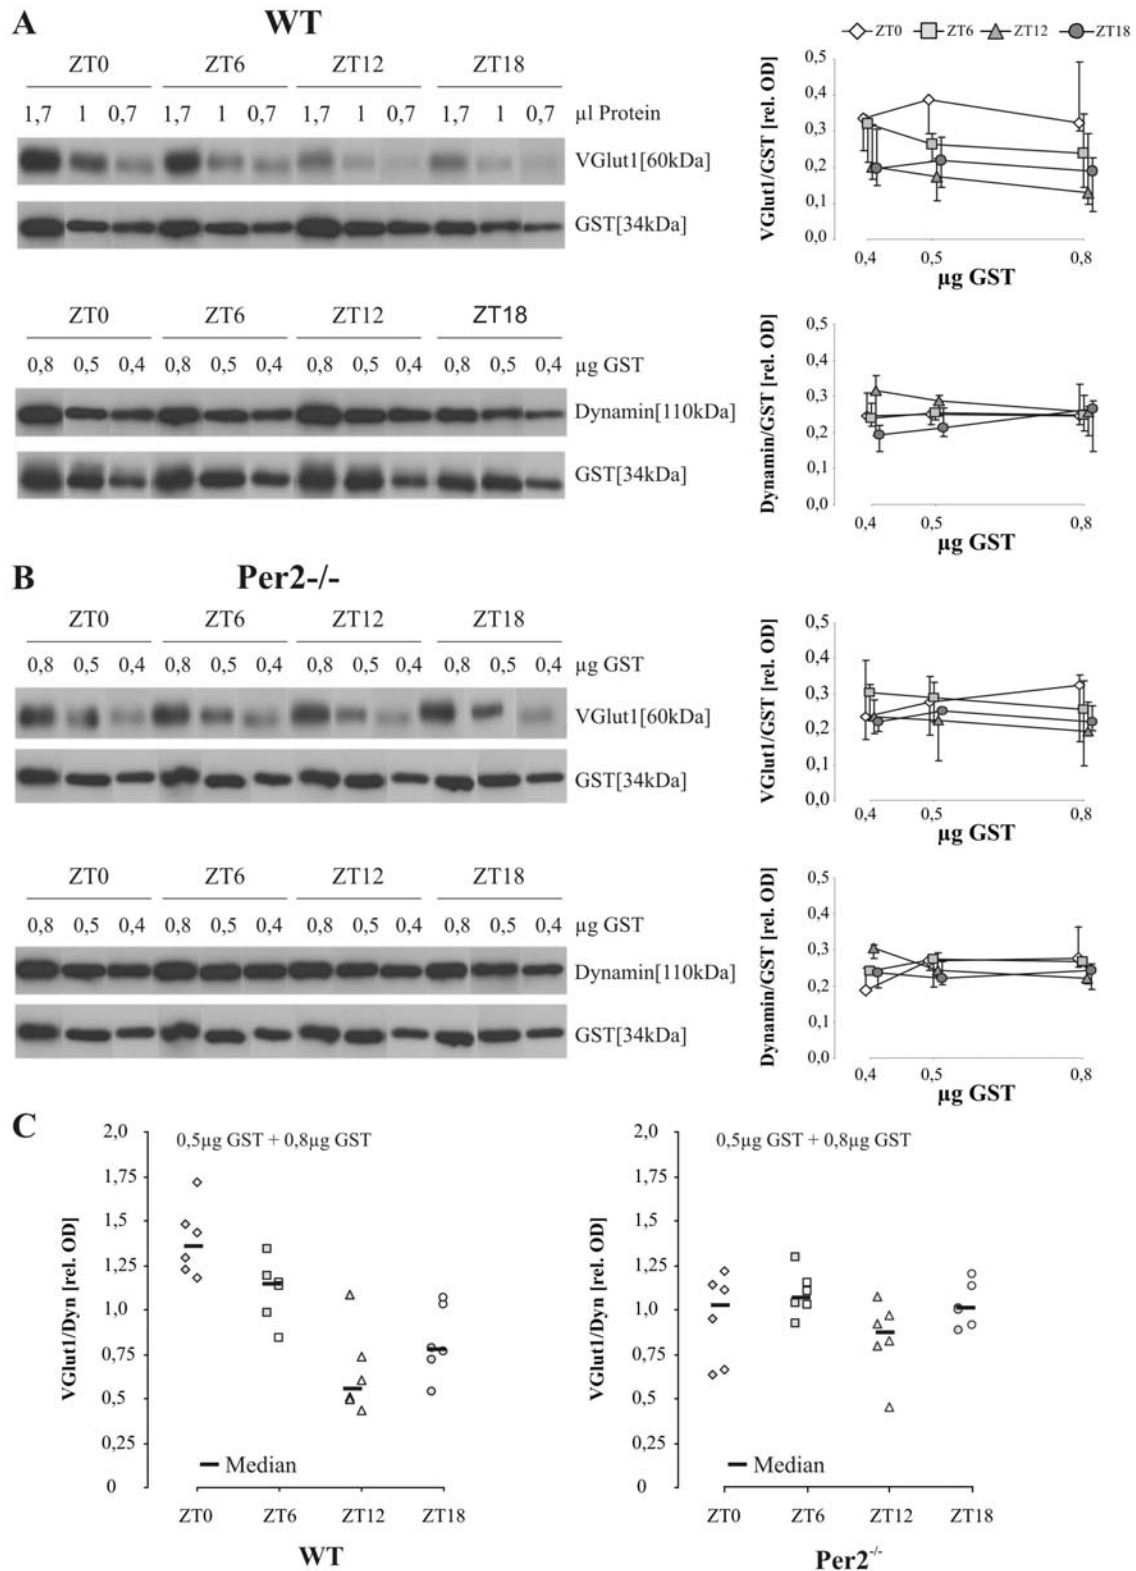 A WT
ZT0 ZT6 ZT12 ZT18
ZT0 ZT6 ZT12 ZT18
1,7 1 0,7 1,7 1 0,7 1,7 1 0,7 1,7 1 0,7 µl Protein
VGlut1[60kDa]
GST[34kDa]
VGlut1/GST [rel. OD]
0,5
0,4
0,3
0,2
0,1
0,0
0,4 0,5 0,8
µg GST
ZT0 ZT6 ZT12 ZT18
0,8 0,5 0,4 0,8 0,5 0,4 0,8 0,5 0,4 0,8 0,5 0,4 µg GST
Dynamin[110kDa]
GST[34kDa]
Dynamin/GST [rel. OD]
0,5
0,4
0,3
0,2
0,1
0,0
0,4 0,5 0,8
µg GST
B Per2-/-
ZT0 ZT6 ZT12 ZT18
0,8 0,5 0,4 0,8 0,5 0,4 0,8 0,5 0,4 0,8 0,5 0,4 µg GST
VGlut1[60kDa]
GST[34kDa]
VGlut1/GST [rel. OD]
0,5
0,4
0,3
0,2
0,1
0,0
0,4 0,5 0,8
µg GST
ZT0 ZT6 ZT12 ZT18
0,8 0,5 0,4 0,8 0,5 0,4 0,8 0,5 0,4 0,8 0,5 0,4 µg GST
Dynamin[110kDa]
GST[34kDa]
Dynamin/GST [rel. OD]
0,5
0,4
0,3
0,2
0,1
0,0
0,4 0,5 0,8
µg GST
C
0,5µg GST + 0,8µg GST
VGlut1/Dyn [rel. OD]
2,0
1,75
1,5
1,25
1,0
0,75
0,5
0,25
0
Median
ZT0 ZT6 ZT12 ZT18
WT
0,5µg GST + 0,8µg GST
VGlut1/Dyn [rel. OD]
2,0
1,75
1,5
1,25
1,0
0,75
0,5
0,25
0
Median
ZT0 ZT6 ZT12 ZT18
Per2-/-